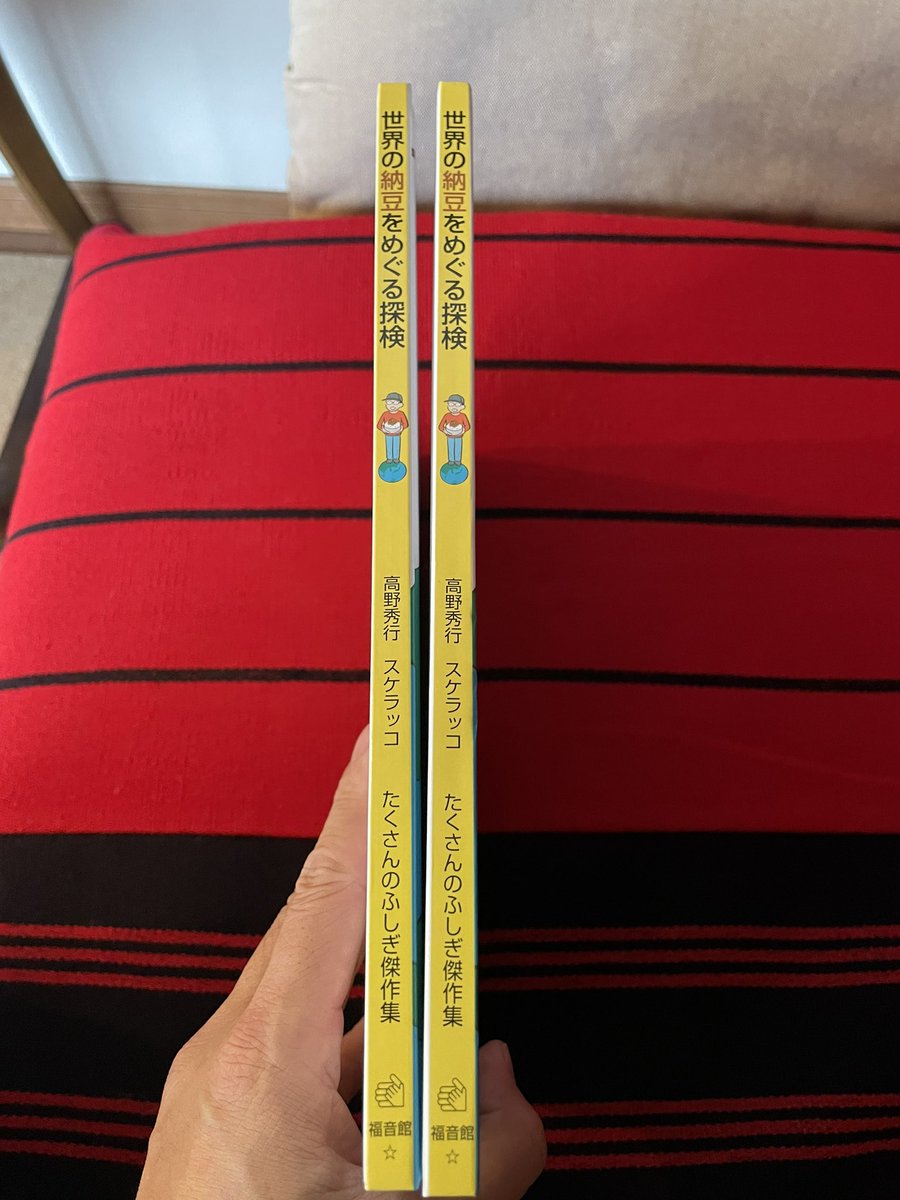 世界の納豆をめぐる探検
高野秀行 スケラッコ
たくさんのふしぎ傑作集
福音館
☆
世界の納豆をめぐる探検
高野秀行 スケラッコ
たくさんのふしぎ傑作集
福音館
☆